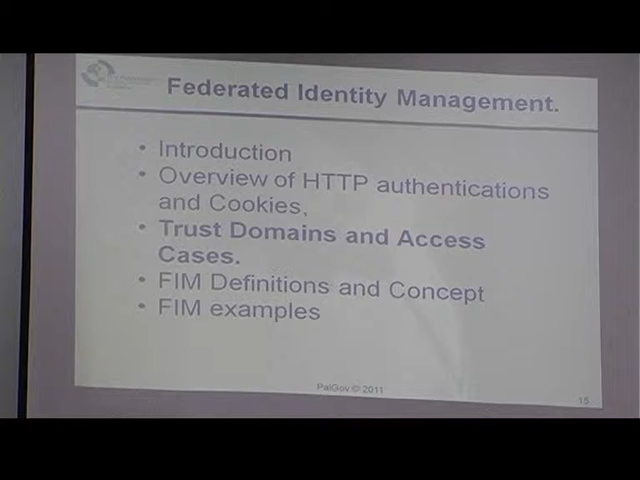 Federated Identity Management.
• Introduction
• Overview of HTTP authentications
and Cookies,
• Trust Domains and Access
Cases.
• FIM Definitions and Concept
• FIM examples
PalGov © 2011
15